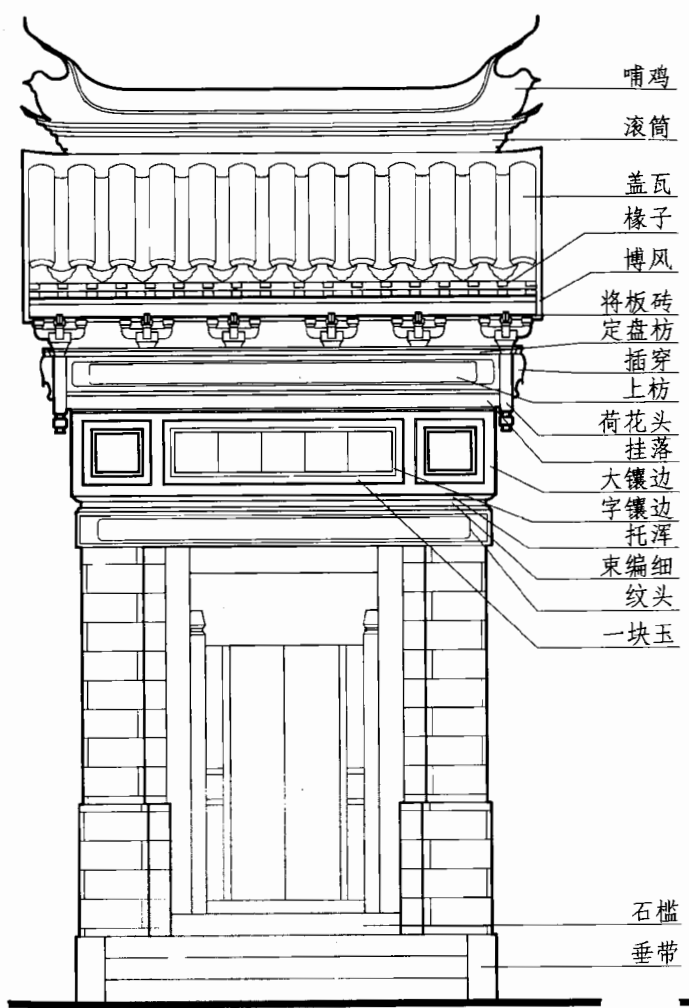 哺鸡
滚筒
盖瓦
椽子
博风
将板砖
定盘枋
插穿
上枋
荷花头
挂落
大镶边
字镶边
托浑
束编细
纹头
一块玉
石槛
垂带